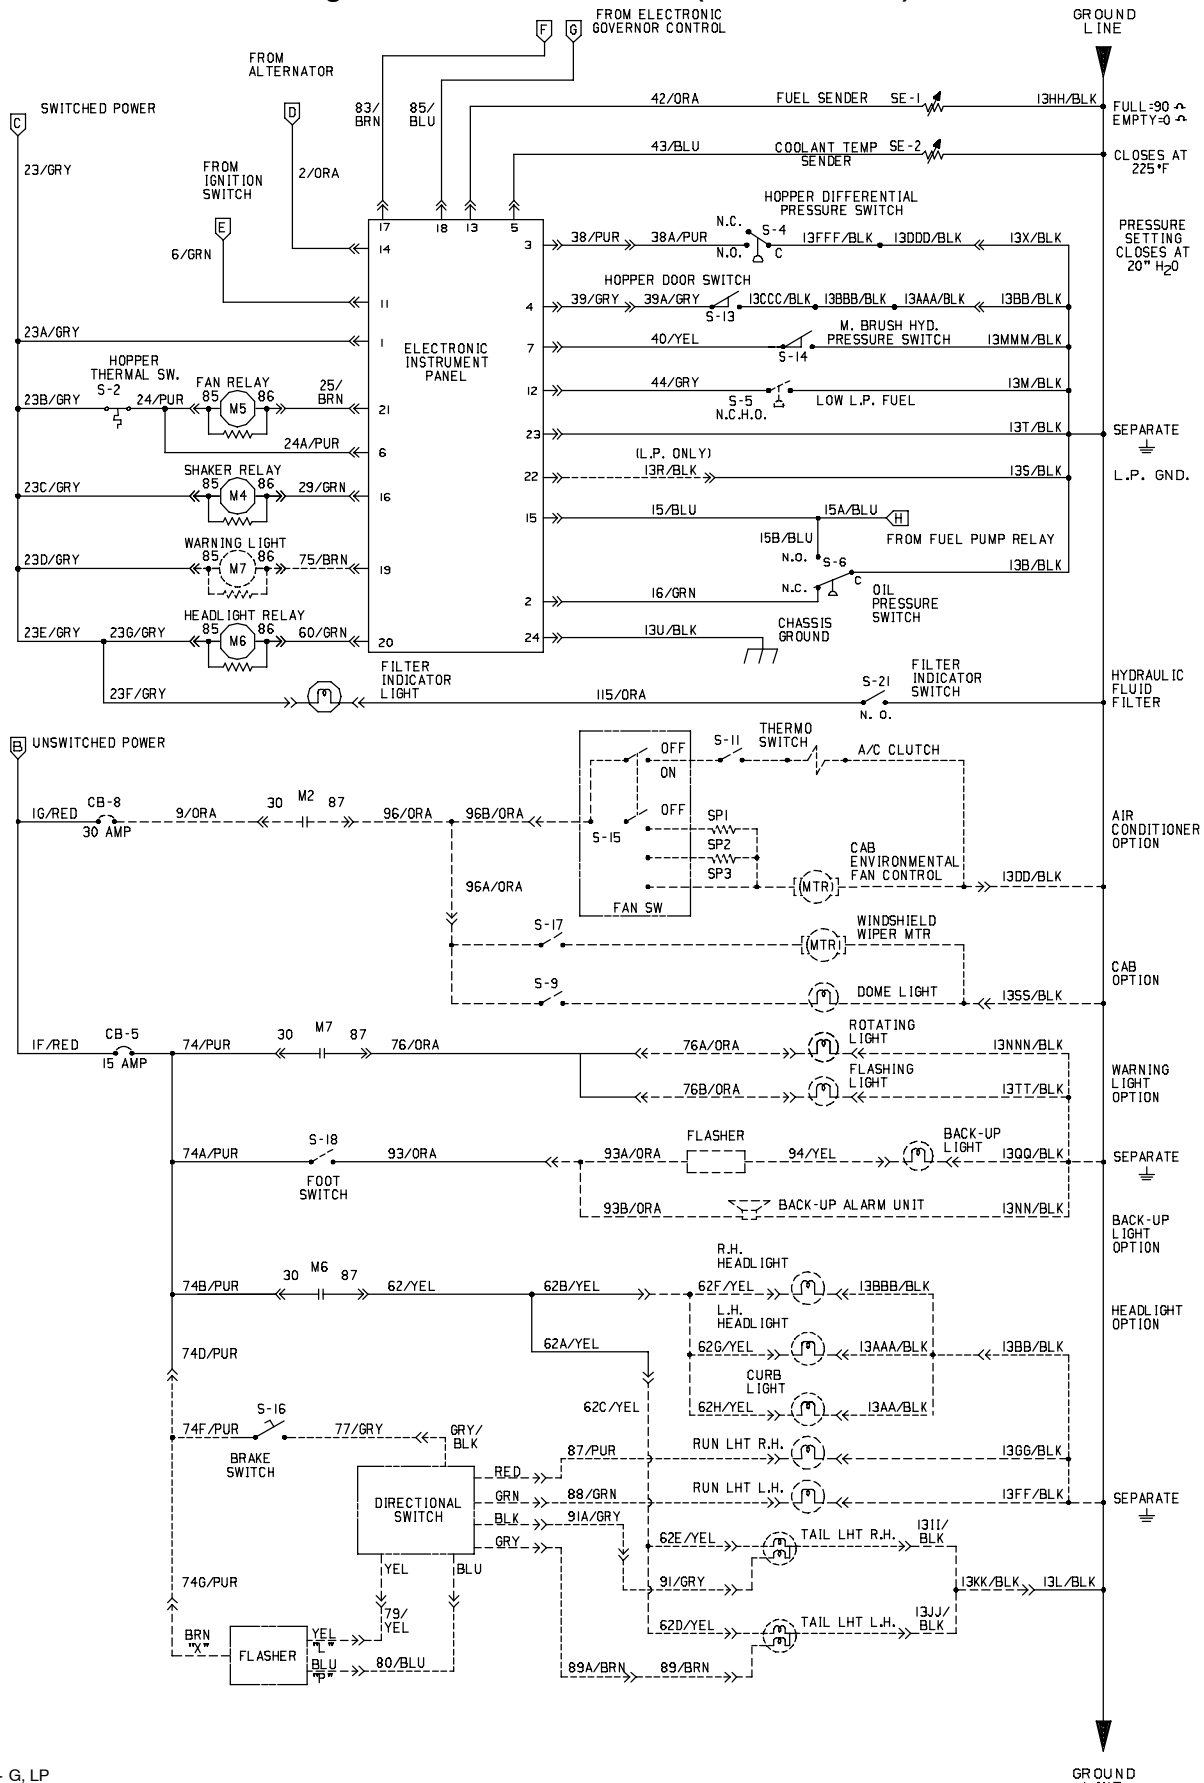 FROM ELECTRONIC
GOVERNOR CONTROL
GROUND
LINE
F
G
FROM
ALTERNATOR
D
C
SWITCHED POWER
83/
BRN
85/
BLU
42/ORA
FUEL SENDER
SE-1
13HH/BLK
FULL=90 Ω
EMPTY=0 Ω
43/BLU
COOLANT TEMP
SENDER
SE-2
CLOSES AT
225°F
23/GRY
FROM
IGNITION
SWITCH
2/ORA
E
6/GRN
HOPPER DIFFERENTIAL
PRESSURE SWITCH
17
18
13
5
14
3
38/PUR
38A/PUR
N.C.
N.O.
S-4
C
13FFF/BLK
13DDD/BLK
13X/BLK
PRESSURE
SETTING
CLOSES AT
20" H2O
11
HOPPER DOOR SWITCH
4
39/GRY
39A/GRY
S-13
13CCC/BLK
13BBB/BLK
13AAA/BLK
13BB/BLK
23A/GRY
1
ELECTRONIC
INSTRUMENT
PANEL
7
40/YEL
M. BRUSH HYD.
PRESSURE SWITCH
S-14
13MMM/BLK
HOPPER
THERMAL SW.
S-2
23B/GRY
24/PUR
FAN RELAY
85
M5
86
25/
BRN
21
12
44/GRY
S-5
N.C.H.O.
LOW L.P. FUEL
13M/BLK
24A/PUR
6
23
13T/BLK
SEPARATE
(L.P. ONLY)
22
13R/BLK
13S/BLK
L.P. GND.
SHAKER RELAY
23C/GRY
85
M4
86
29/GRN
16
15
15/BLU
15A/BLU
H
FROM FUEL PUMP RELAY
15B/BLU
WARNING LIGHT
23D/GRY
85
M7
86
75/BRN
19
N.O.
S-6
C
N.C.
13B/BLK
OIL
PRESSURE
SWITCH
2
16/GRN
HEADLIGHT RELAY
23E/GRY
23G/GRY
85
M6
86
60/GRN
20
24
13U/BLK
CHASSIS
GROUND
FILTER
INDICATOR
LIGHT
23F/GRY
115/ORA
S-21
N. O.
FILTER
INDICATOR
SWITCH
HYDRAULIC
FLUID
FILTER
B
UNSWITCHED POWER
OFF
ON
S-11
THERMO
SWITCH
A/C CLUTCH
1G/RED
CB-8
30 AMP
9/ORA
30
M2
87
96/ORA
96B/ORA
S-15
OFF
SP1
SP2
SP3
FAN SW
CAB
ENVIRONMENTAL
FAN CONTROL
MTR
13DD/BLK
AIR
CONDITIONER
OPTION
96A/ORA
S-17
WINDSHIELD
WIPER MTR
MTR
S-9
DOME LIGHT
13SS/BLK
CAB
OPTION
1F/RED
CB-5
15 AMP
74/PUR
30
M7
87
76/ORA
76A/ORA
ROTATING
LIGHT
13NNN/BLK
76B/ORA
FLASHING
LIGHT
13TT/BLK
WARNING
LIGHT
OPTION
74A/PUR
S-18
FOOT
SWITCH
93/ORA
93A/ORA
FLASHER
94/YEL
BACK-UP
LIGHT
13QQ/BLK
SEPARATE
93B/ORA
BACK-UP ALARM UNIT
13NN/BLK
BACK-UP
LIGHT
OPTION
74B/PUR
30
M6
87
62/YEL
62B/YEL
R.H.
HEADLIGHT
62F/YEL
13BBB/BLK
HEADLIGHT
OPTION
62A/YEL
L.H.
HEADLIGHT
62G/YEL
13AAA/BLK
13BB/BLK
74D/PUR
CURB
LIGHT
62C/YEL
62H/YEL
13AA/BLK
74F/PUR
S-16
BRAKE
SWITCH
77/GRY
GRY/
BLK
DIRECTIONAL
SWITCH
RED
87/PUR
RUN LHT R.H.
13GG/BLK
GRN
88/GRN
RUN LHT L.H.
13FF/BLK
SEPARATE
BLK
91A/GRY
GRY
62E/YEL
TAIL LHT R.H.
13II/
BLK
YEL
BLU
91/GRY
13KK/BLK
13L/BLK
74G/PUR
79/
YEL
62D/YEL
TAIL LHT L.H.
13JJ/
BLK
BRN
"X"
FLASHER
YEL
"L"
BLU
"P"
80/BLU
89A/BRN
89/BRN
- G, LP
GROUND